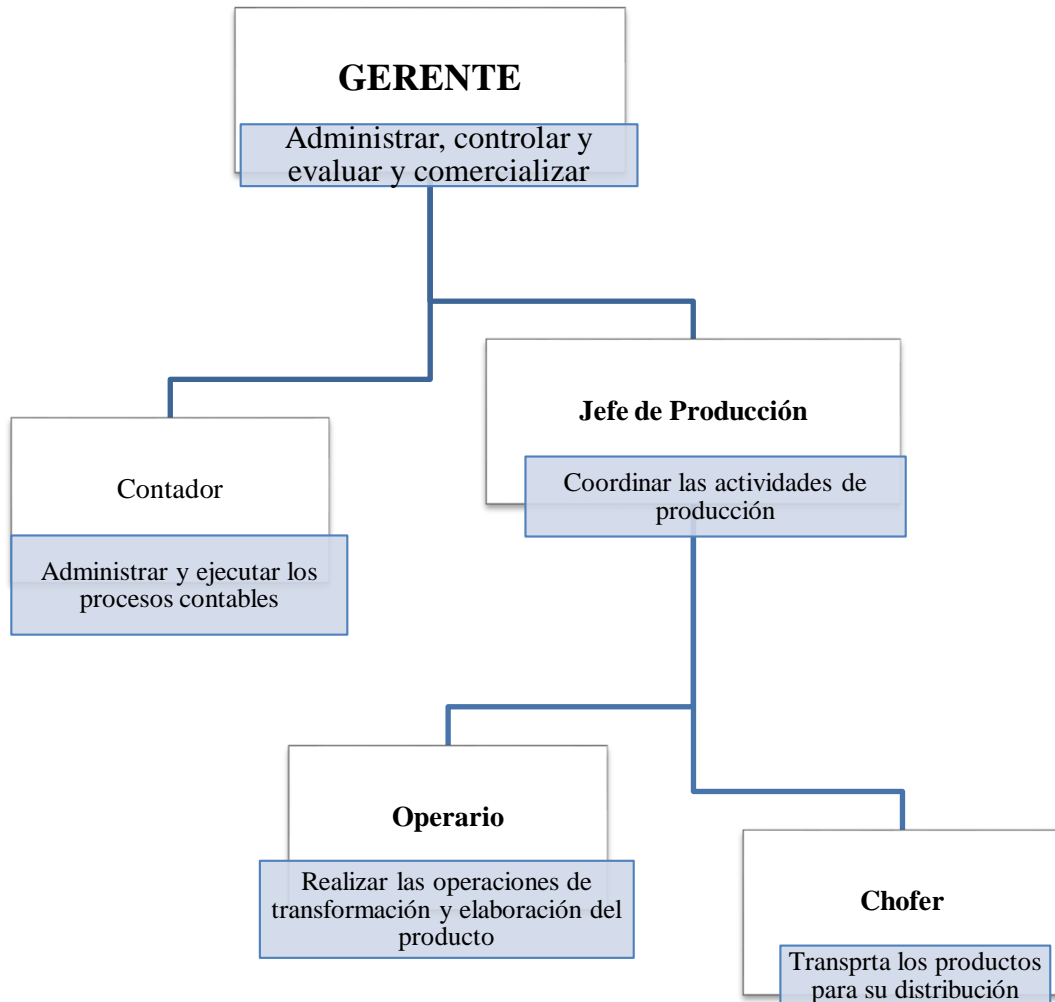 GERENTE
Administrar, controlar y
evaluar y comercializar
Jefe de Producción
Coordinar las actividades de
producción
Contador
Administrar y ejecutar los
procesos contables
Operario
Realizar las operaciones de
transformación y elaboración del
producto
Chofer
Transprta los productos
para su distribución